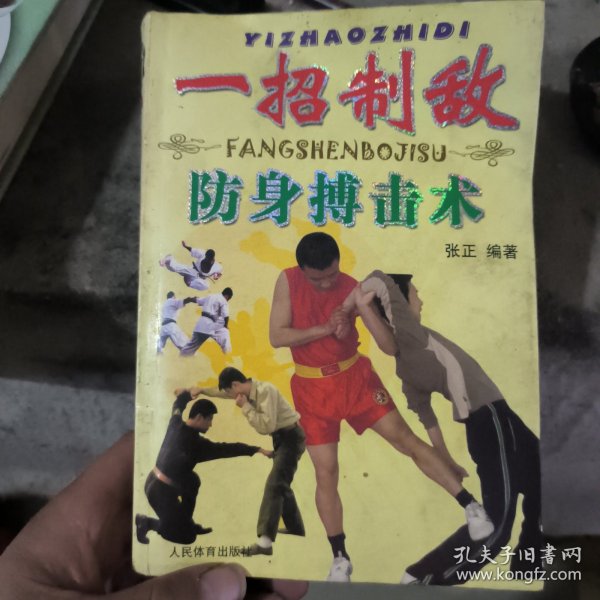 YIZHAOZHIDI
一招制敌
FANGSHENBOJISU
防身搏击术
张正 编著
人民体育出版社
孔夫子旧书网
www.kongfz.com